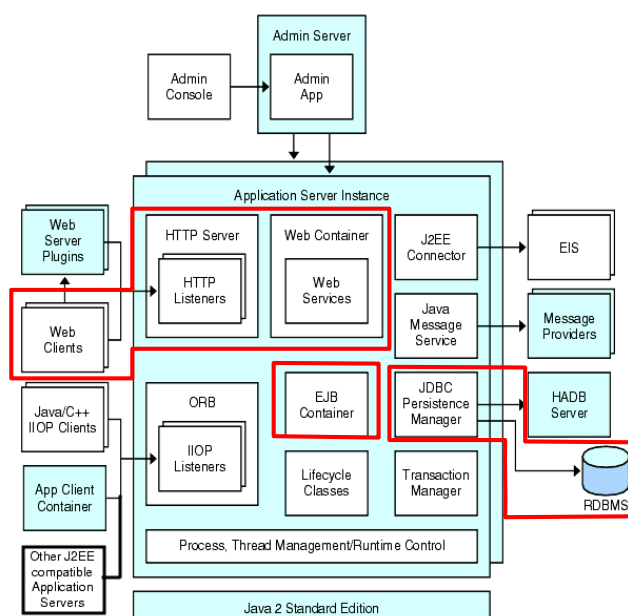 Admin Server
Admin
Console
Admin
App
Application Server Instance
Web
Server
Plugins
HTTP Server
HTTP
Listeners
Web Container
Web
Services
J2EE
Connector
EIS
Web
Clients
Java
Message
Service
Message
Providers
Java/C++
IIOP Clients
ORB
IIOP
Listeners
EJB
Container
JDBC
Persistence
Manager
HADB
Server
App Client
Container
Lifecycle
Classes
Transaction
Manager
RDBMS
Other J2EE
compatible
Application
Servers
Process, Thread Management/Runtime Control
Java 2 Standard Edition